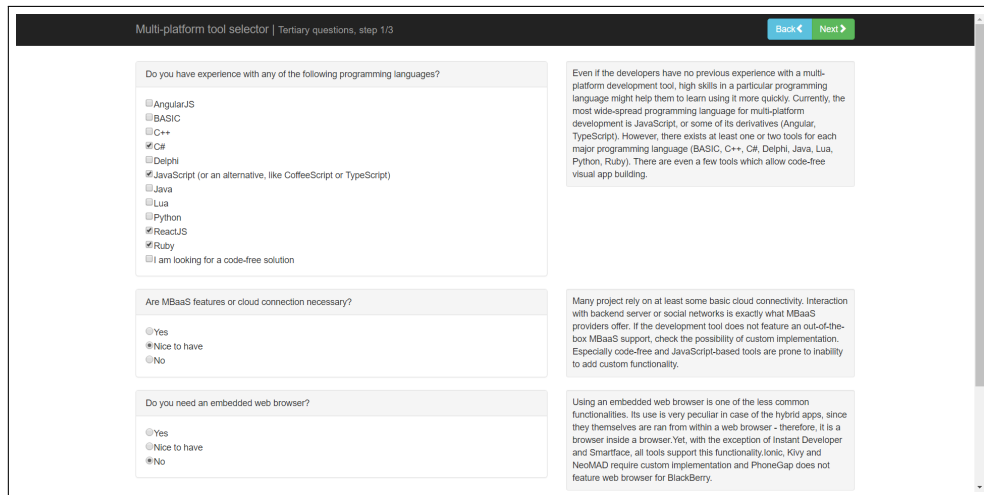 Multi-platform tool selector | Tertiary questions, step 1/3
Back
Next
Do you have experience with any of the following programming languages?
AngularJS
BASIC
C++
C#
Delphi
JavaScript (or an alternative, like CoffeeScript or TypeScript)
Java
Lua
Python
ReactJS
Ruby
I am looking for a code-free solution
Even if the developers have no previous experience with a multi-
platform development tool, high skills in a particular programming
language might help them to learn using it more quickly. Currently, the
most wide-spread programming language for multi-platform
development is JavaScript, or some of its derivatives (Angular,
TypeScript). However, there exists at least one or two tools for each
major programming language (BASIC, C++, C#, Delphi, Java, Lua,
Python, Ruby). There are even a few tools which allow code-free
visual app building.
Are MBaaS features or cloud connection necessary?
Yes
Nice to have
No
Many project rely on at least some basic cloud connectivity. Interaction
with backend server or social networks is exactly what MBaaS
providers offer. If the development tool does not feature an out-of-the-
box MBaaS support, check the possibility of custom implementation.
Especially code-free and JavaScript-based tools are prone to inability
to add custom functionality.
Do you need an embedded web browser?
Yes
Nice to have
No
Using an embedded web browser is one of the less common
functionalities. Its use is very peculiar in case of the hybrid apps, since
they themselves are ran from within a web browser - therefore, it is a
browser inside a browser.Yet, with the exception of Instant Developer
and Smartface, all tools support this functionality.Ionic, Kivy and
NeoMAD require custom implementation and PhoneGap does not
feature web browser for BlackBerry.